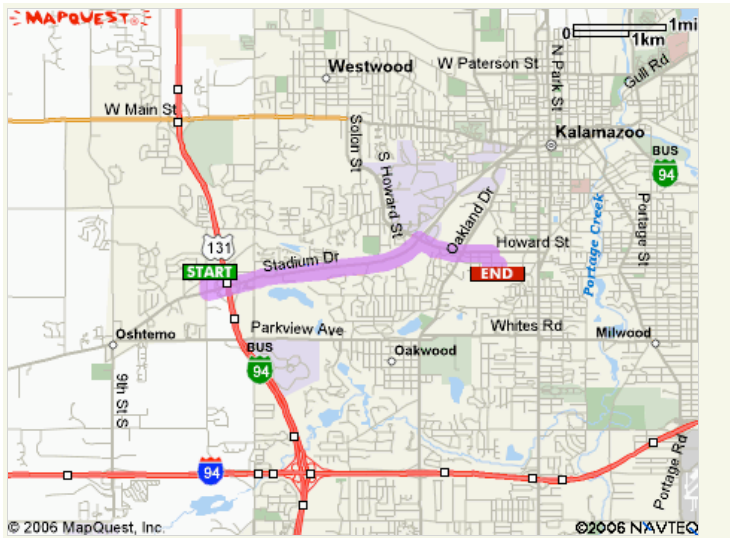 MAPQUEST
0 1mi
1km
Westwood
W Paterson St
N Park St
Gull Rd
W Main St
Solon St
Kalamazoo
BUS
94
S Howard St
Oakland Dr
Portage Creek
Portage St
131
START
Stadium Dr
Howard St
END
Oshtemo
Parkview Ave
Whites Rd
Milwood
BUS
94
Oakwood
9th St S
94
Portage Rd
© 2006 MapQuest, Inc.
©2006 NAVTEQ